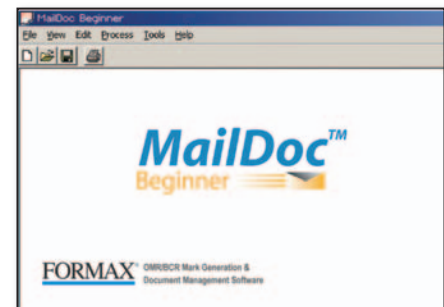 MailDoc Beginner
File View Edit Process Tools Help
MailDoc™
Beginner
FORMAX® OMR/BCR Mark Generation &
Document Management Software